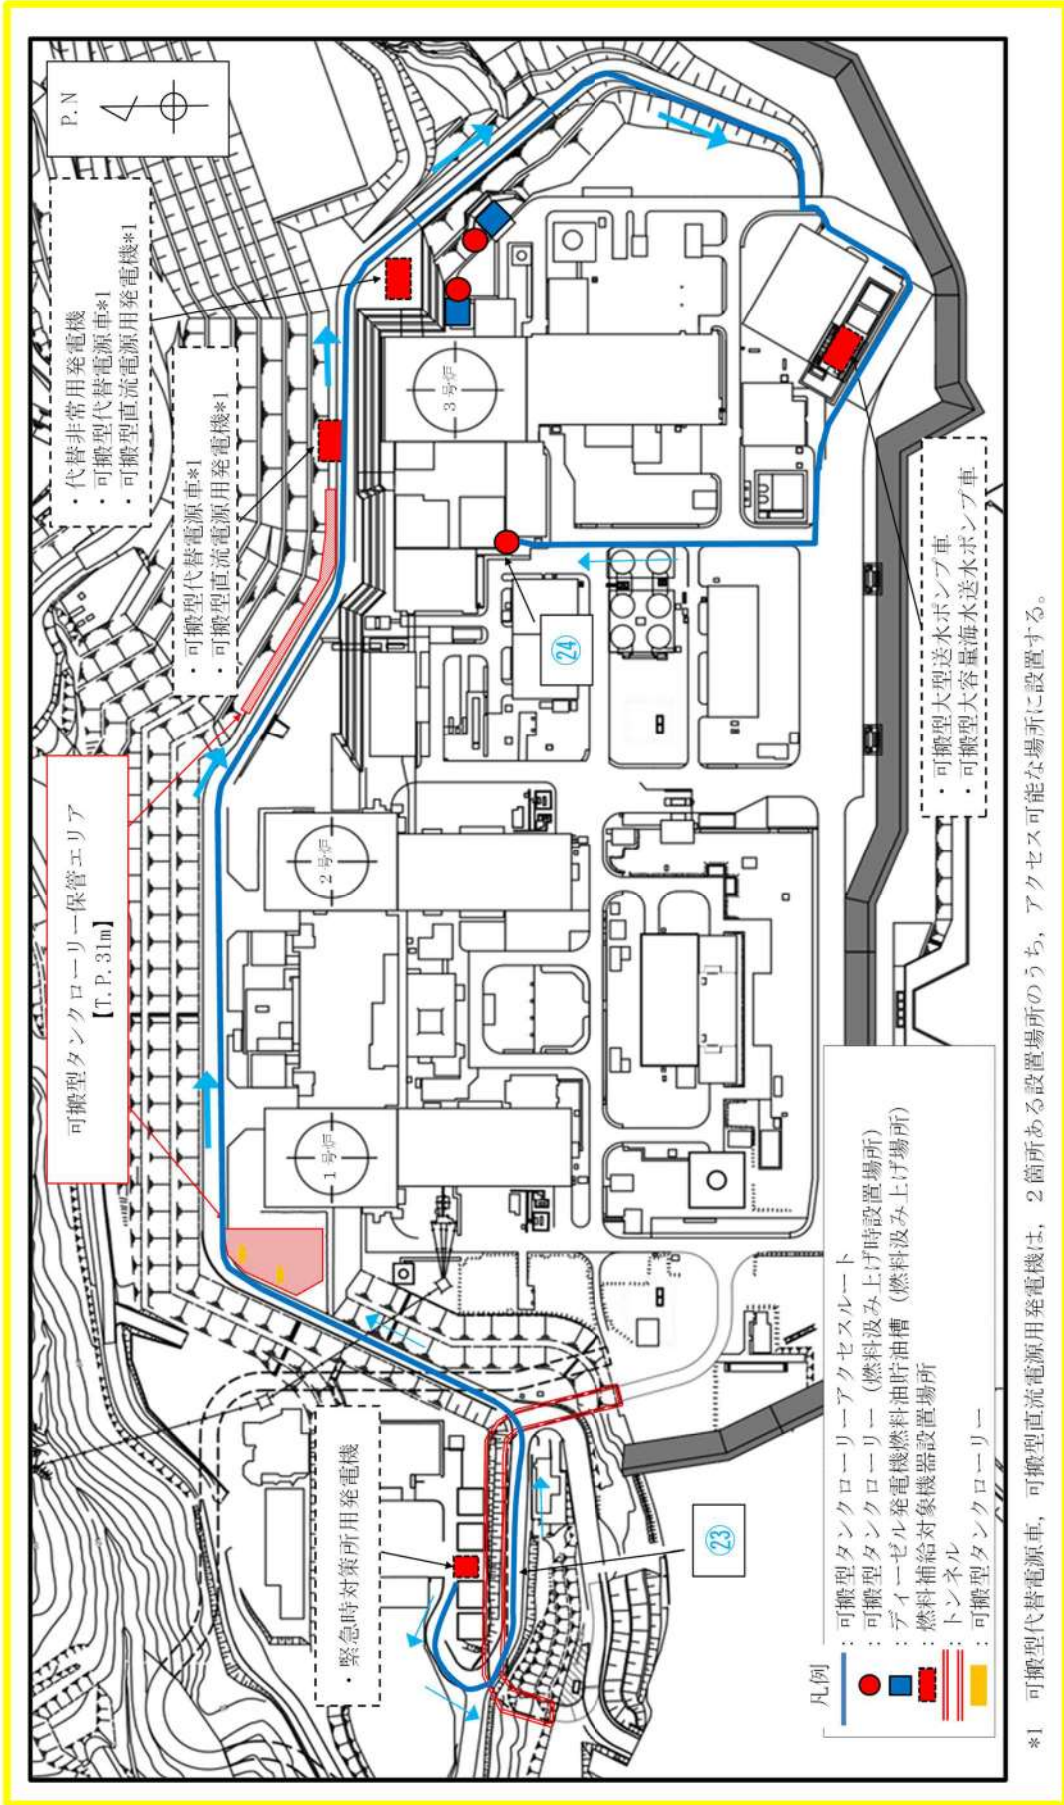 P.N
・代替非常用発電機
・可搬型代替電源車*1
・可搬型直流電源用発電機*1
・可搬型代替電源車*1
・可搬型直流電源用発電機*1
可搬型タンクローリー保管エリア
【T.P.31m】
・緊急時対策所用発電機
1号炉
2号炉
3号炉
㉔
㉓
・可搬型大型送水ポンプ車
・可搬型大容量海水送水ポンプ車
凡例
：可搬型タンクローリーアクセスルート
：可搬型タンクローリー（燃料汲み上げ時設置場所）
：ディーゼル発電機燃料油貯油槽（燃料汲み上げ場所）
：燃料補給対象機器設置場所
：トンネル
：可搬型タンクローリー
*1 可搬型代替電源車，可搬型直流電源用発電機は，2箇所ある設置場所のうち，アクセス可能な場所に設置する。